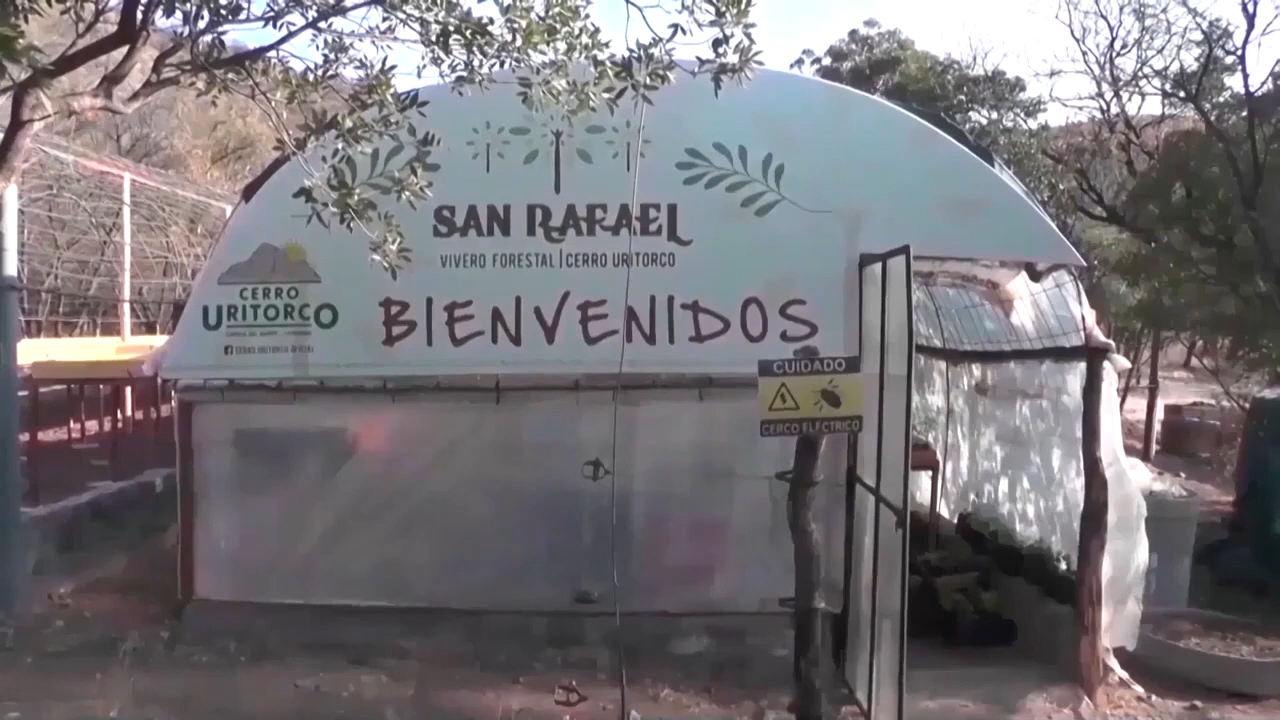 SAN RAFAEL
VIVERO FORESTAL | CERRO URITORCO
CERRO
URITORCO
BIENVENIDOS
CUIDADO
CERCO ELECTRICO